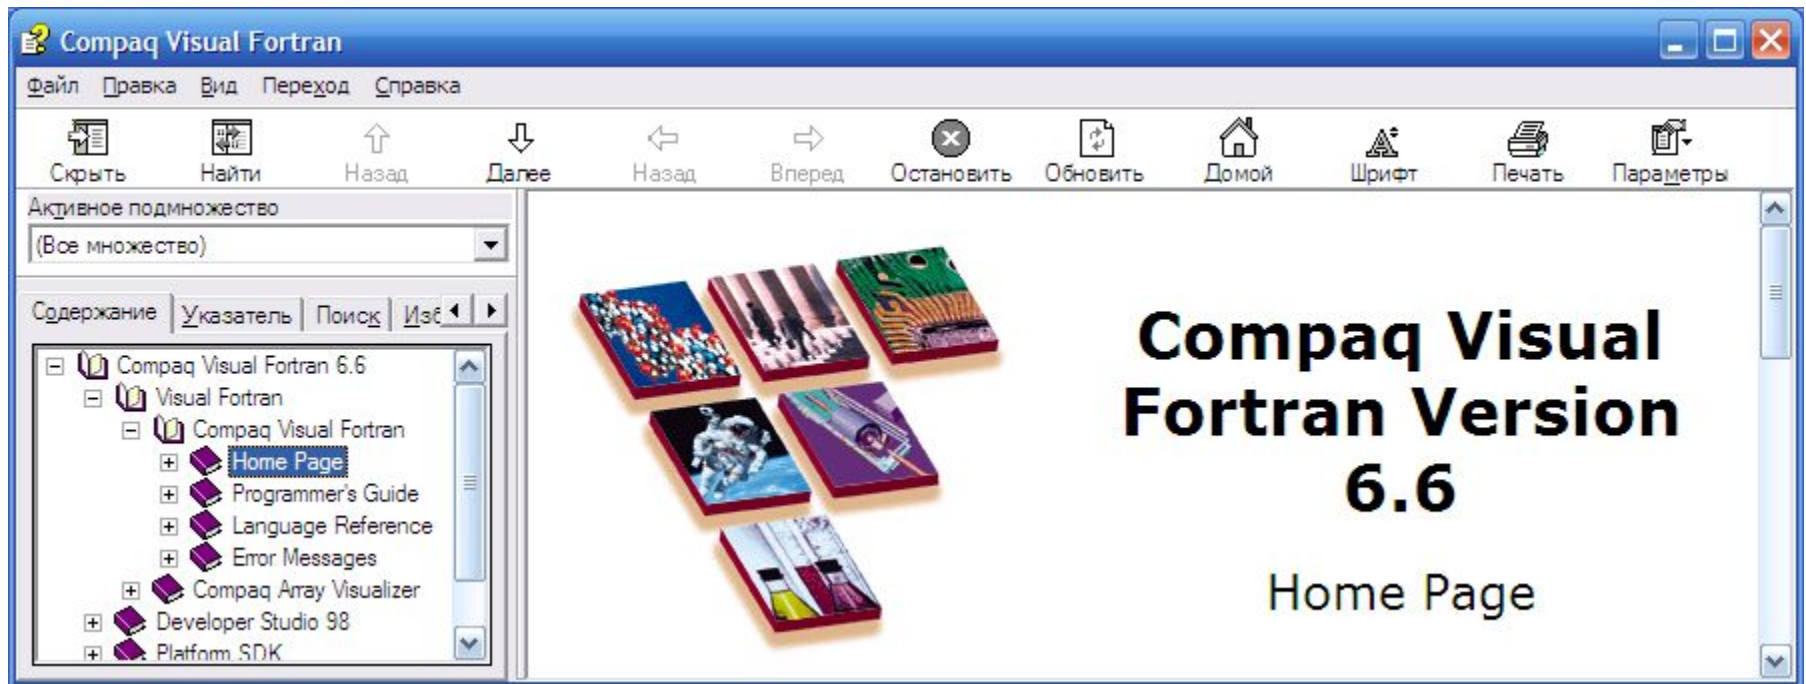 Compaq Visual Fortran
Файл Правка Вид Переход Справка
Скрыть Найти Назад Далее Назад Вперед Остановить Обновить Домой Шрифт Печать Параметры
Активное подмножество
(Все множество)
Содержание Указатель Поиск Изб
Compaq Visual Fortran 6.6
Visual Fortran
Compaq Visual Fortran
Home Page
Programmer's Guide
Language Reference
Error Messages
Compaq Array Visualizer
Developer Studio 98
Platform SDK
Compaq Visual
Fortran Version
6.6
Home Page